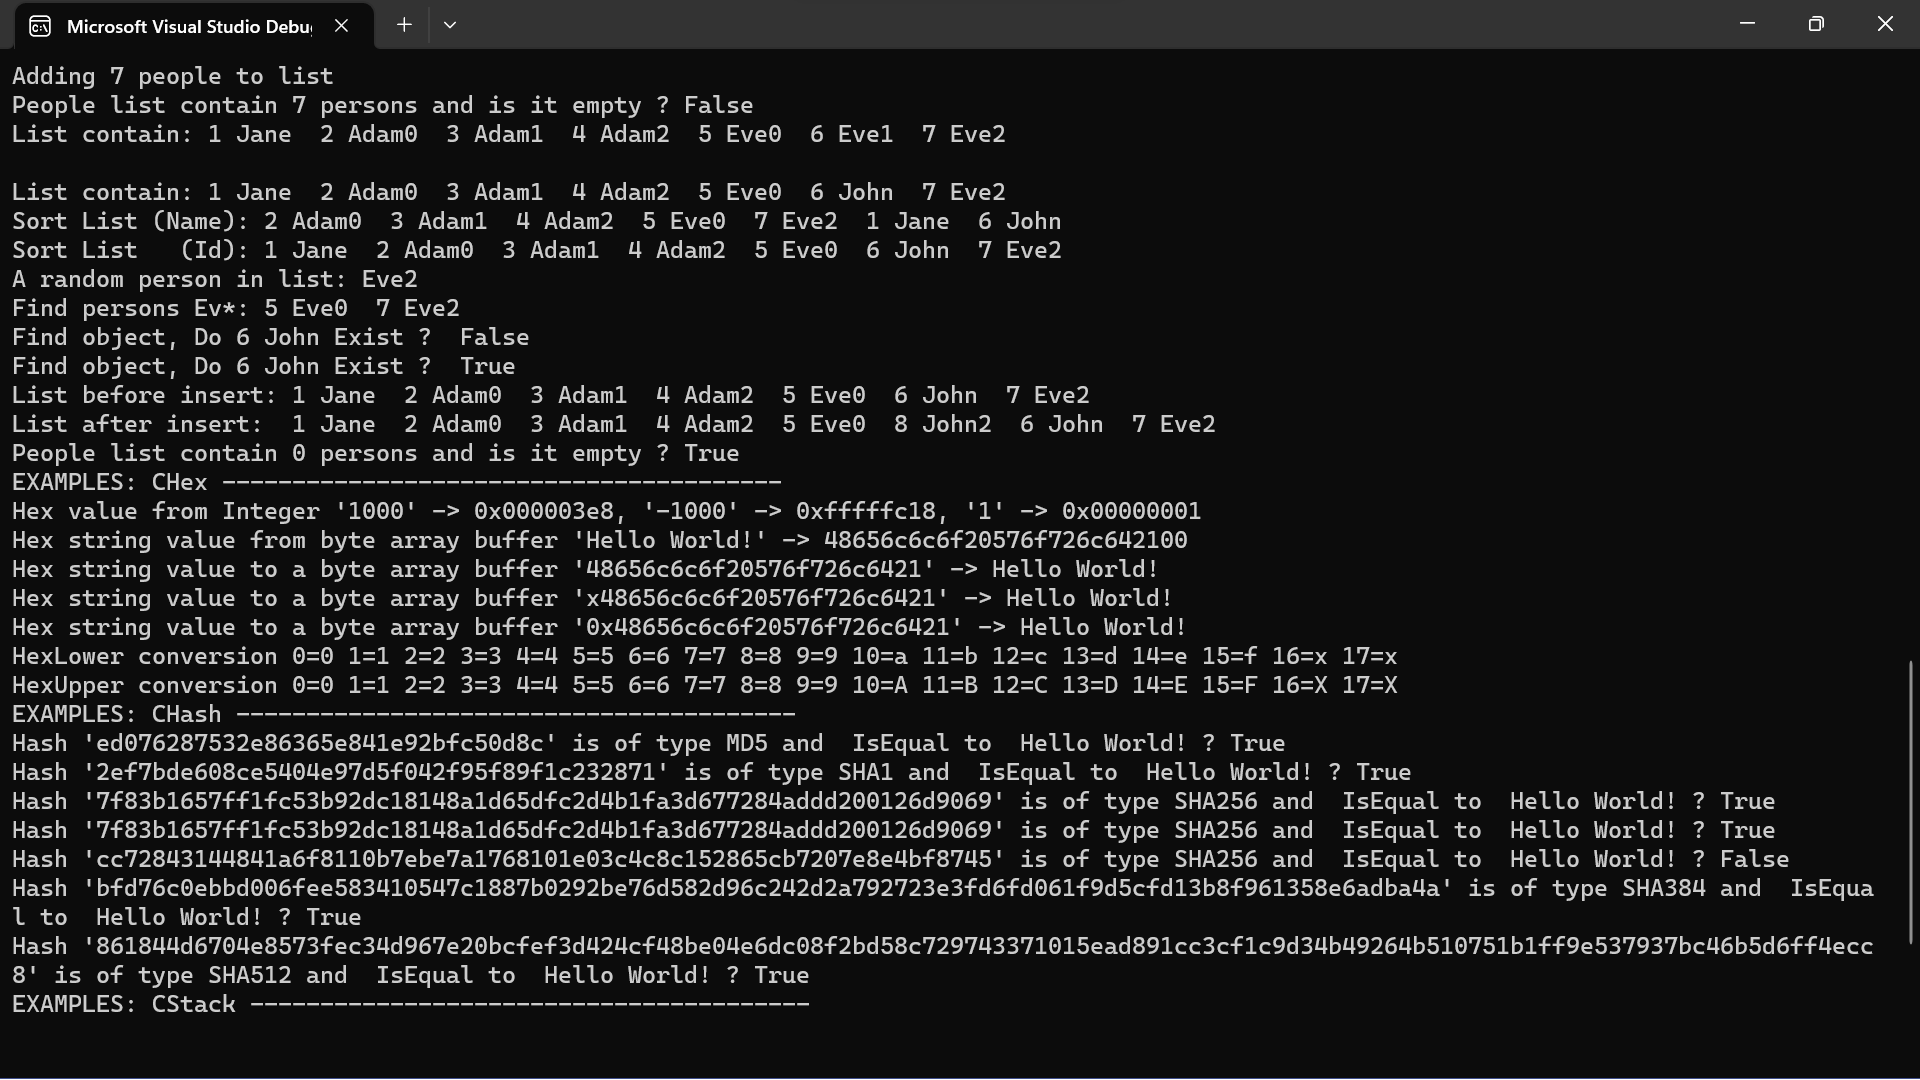 Microsoft Visual Studio Debu
Adding 7 people to list
People list contain 7 persons and is it empty ? False
List contain: 1 Jane  2 Adam0  3 Adam1  4 Adam2  5 Eve0  6 Eve1  7 Eve2
List contain: 1 Jane  2 Adam0  3 Adam1  4 Adam2  5 Eve0  6 John  7 Eve2
Sort List (Name): 2 Adam0  3 Adam1  4 Adam2  5 Eve0  7 Eve2  1 Jane  6 John
Sort List   (Id): 1 Jane  2 Adam0  3 Adam1  4 Adam2  5 Eve0  6 John  7 Eve2
A random person in list: Eve2
Find persons Ev*: 5 Eve0  7 Eve2
Find object, Do 6 John Exist ?  False
Find object, Do 6 John Exist ?  True
List before insert: 1 Jane  2 Adam0  3 Adam1  4 Adam2  5 Eve0  6 John  7 Eve2
List after insert:  1 Jane  2 Adam0  3 Adam1  4 Adam2  5 Eve0  8 John2  6 John  7 Eve2
People list contain 0 persons and is it empty ? True
EXAMPLES: CHex ----------------------------------------
Hex value from Integer '1000' -> 0x000003e8, '-1000' -> 0xfffffc18, '1' -> 0x00000001
Hex string value from byte array buffer 'Hello World!' -> 48656c6c6f20576f726c642100
Hex string value to a byte array buffer '48656c6c6f20576f726c6421' -> Hello World!
Hex string value to a byte array buffer 'x48656c6c6f20576f726c6421' -> Hello World!
Hex string value to a byte array buffer '0x48656c6c6f20576f726c6421' -> Hello World!
HexLower conversion 0=0 1=1 2=2 3=3 4=4 5=5 6=6 7=7 8=8 9=9 10=a 11=b 12=c 13=d 14=e 15=f 16=x 17=x
HexUpper conversion 0=0 1=1 2=2 3=3 4=4 5=5 6=6 7=7 8=8 9=9 10=A 11=B 12=C 13=D 14=E 15=F 16=X 17=X
EXAMPLES: CHash ----------------------------------------
Hash 'ed076287532e86365e841e92bfc50d8c' is of type MD5 and  IsEqual to  Hello World! ? True
Hash '2ef7bde608ce5404e97d5f042f95f89f1c232871' is of type SHA1 and  IsEqual to  Hello World! ? True
Hash '7f83b1657ff1fc53b92dc18148a1d65dfc2d4b1fa3d677284addd200126d9069' is of type SHA256 and  IsEqual to  Hello World! ? True
Hash '7f83b1657ff1fc53b92dc18148a1d65dfc2d4b1fa3d677284addd200126d9069' is of type SHA256 and  IsEqual to  Hello World! ? True
Hash 'cc72843144841a6f8110b7ebe7a1768101e03c4c8c152865cb7207e8e4bf8745' is of type SHA256 and  IsEqual to  Hello World! ? False
Hash 'bfd76c0ebbd006fee583410547c1887b0292be76d582d96c242d2a792723e3fd6fd061f9d5cfd13b8f961358e6adba4a' is of type SHA384 and  IsEqua
l to  Hello World! ? True
Hash '861844d6704e8573fec34d967e20bcfef3d424cf48be04e6dc08f2bd58c729743371015ead891cc3cf1c9d34b49264b510751b1ff9e537937bc46b5d6ff4ecc
8' is of type SHA512 and  IsEqual to  Hello World! ? True
EXAMPLES: CStack ----------------------------------------